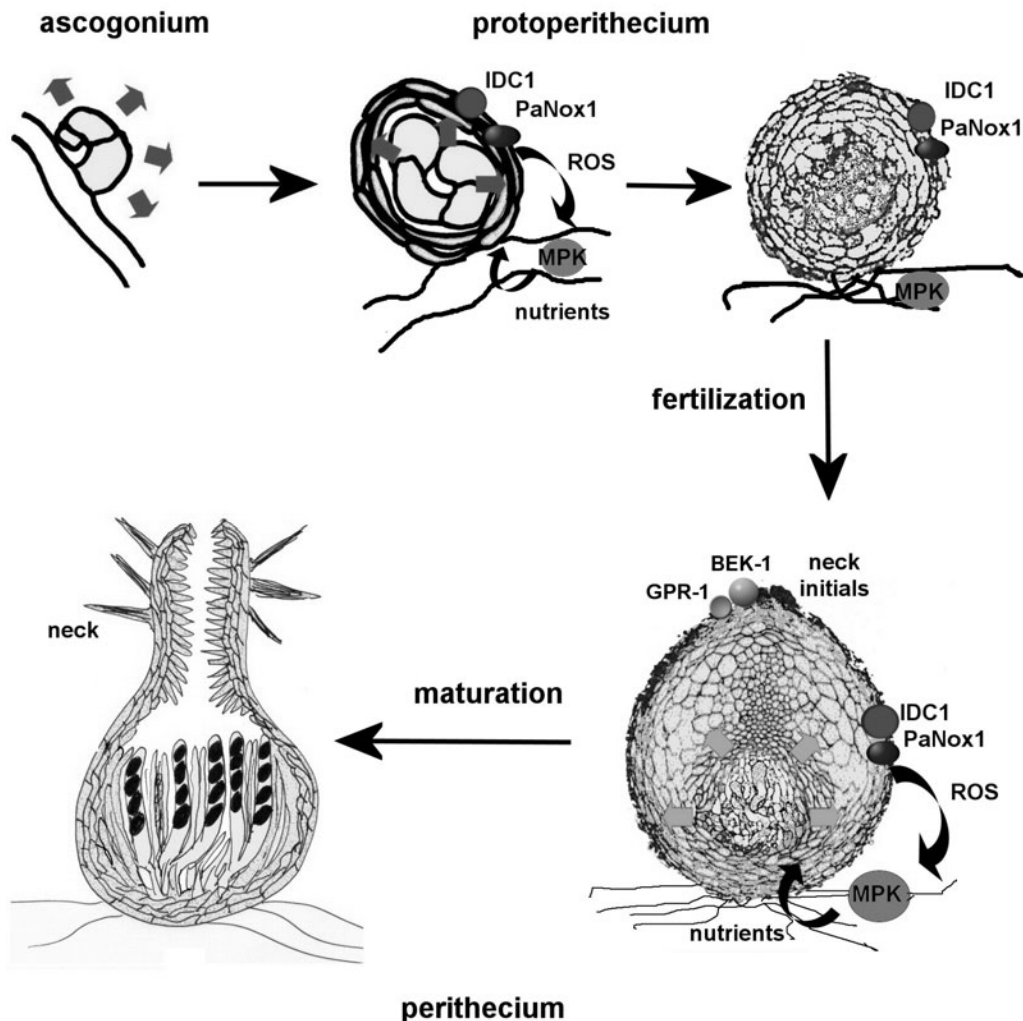 ascogonium
protoperithecium
IDC1
PaNox1
ROS
MPK
nutrients
IDC1
PaNox1
MPK
fertilization
BEK-1
GPR-1
neck
initials
IDC1
PaNox1
ROS
MPK
nutrients
maturation
neck
perithecium